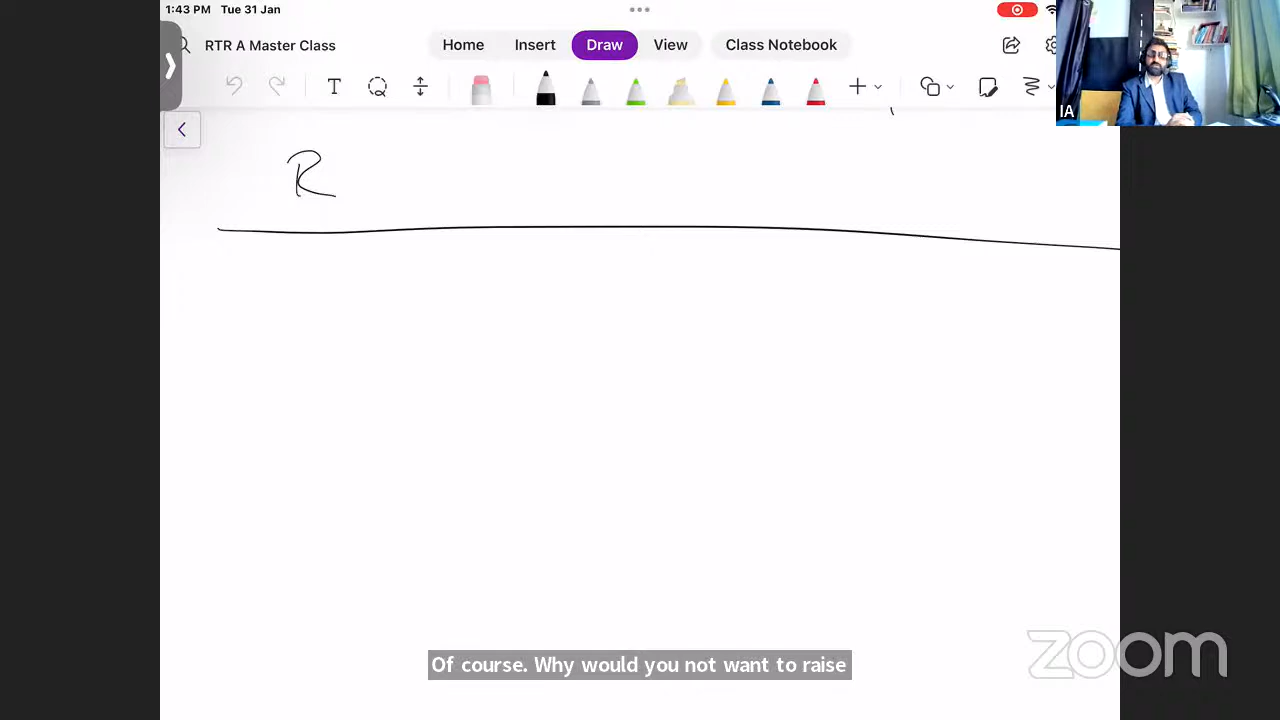 1:43 PM Tue 31 Jan
RTR A Master Class
Home Insert Draw View Class Notebook
T
IA
R
Of course. Why would you not want to raise
zoom